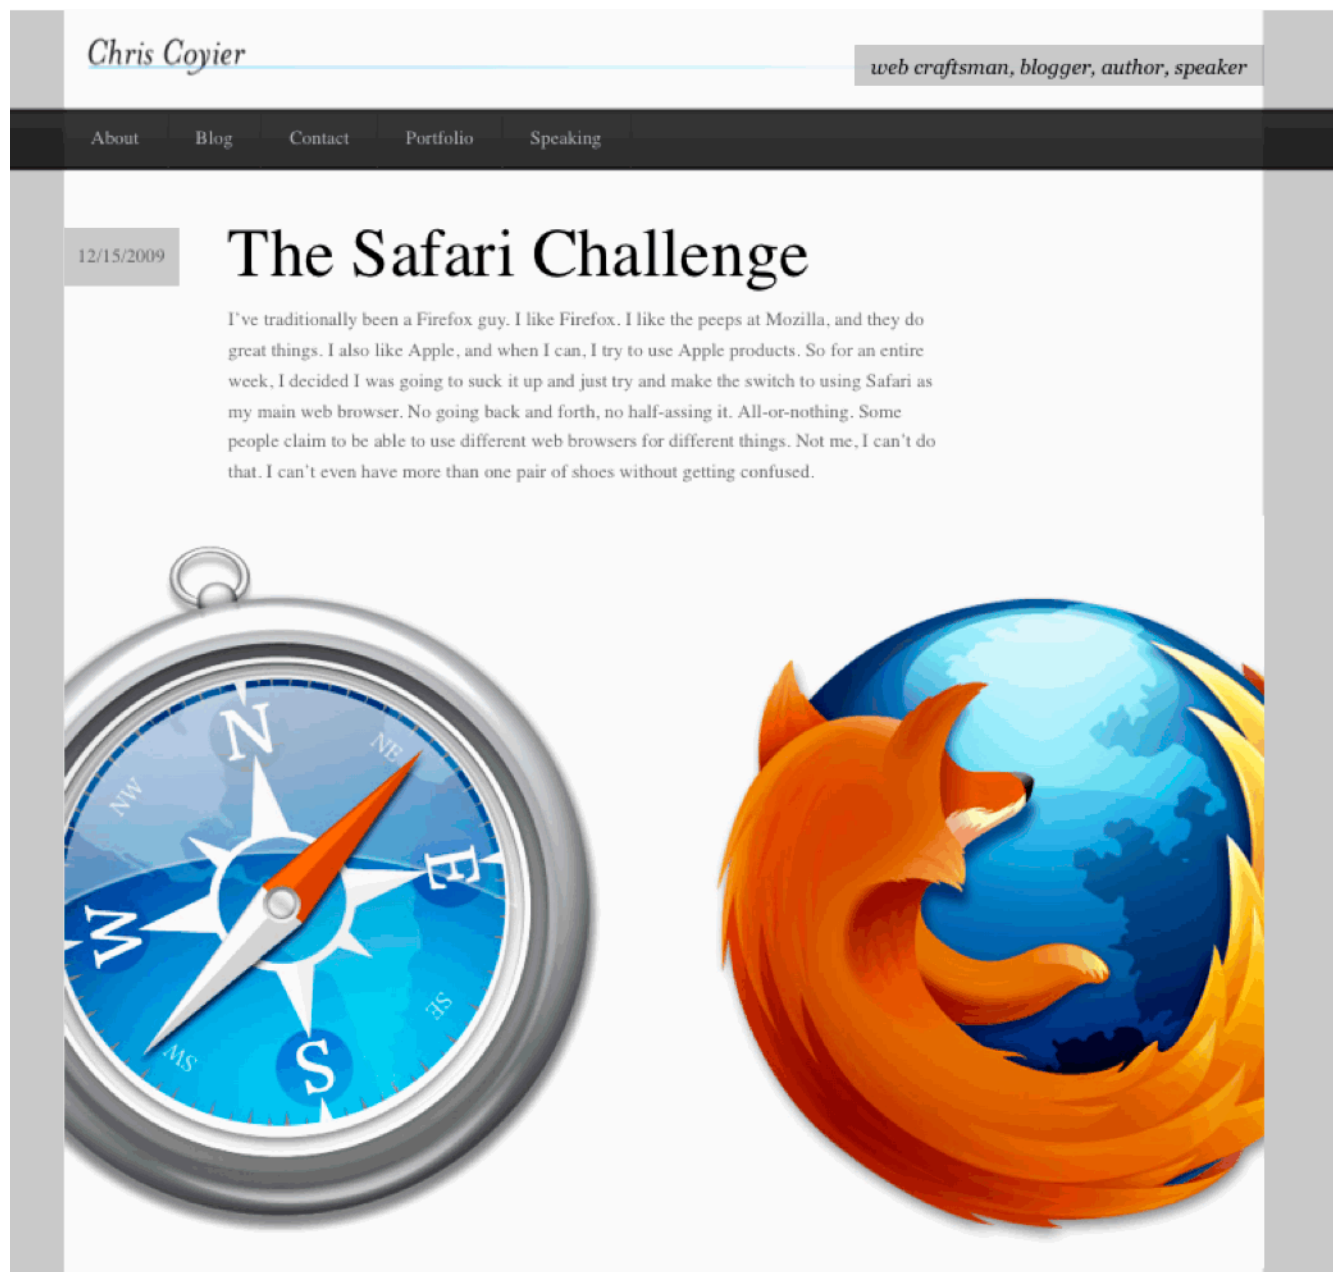 Chris Coyier
web craftsman, blogger, author, speaker
About Blog Contact Portfolio Speaking
12/15/2009
The Safari Challenge
I've traditionally been a Firefox guy. I like Firefox. I like the peeps at Mozilla, and they do
great things. I also like Apple, and when I can, I try to use Apple products. So for an entire
week, I decided I was going to suck it up and just try and make the switch to using Safari as
my main web browser. No going back and forth, no half-assing it. All-or-nothing. Some
people claim to be able to use different web browsers for different things. Not me, I can't do
that. I can't even have more than one pair of shoes without getting confused.
N
NE
NW
E
W
SE
SW
S